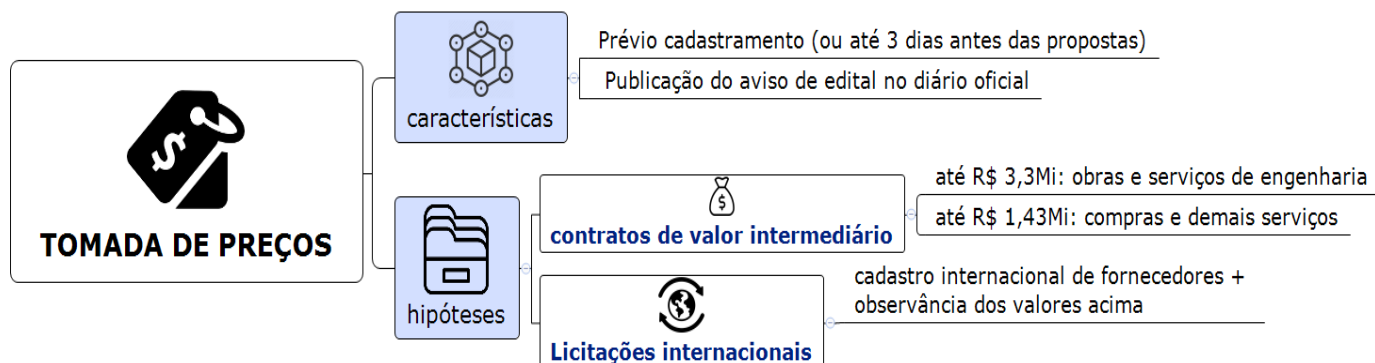 TOMADA DE PREÇOS
características
Prévio cadastramento (ou até 3 dias antes das propostas)
Publicação do aviso de edital no diário oficial
hipóteses
$
contratos de valor intermediário
até R$ 3,3Mi: obras e serviços de engenharia
até R$ 1,43Mi: compras e demais serviços
Licitações internacionais
cadastro internacional de fornecedores +
observância dos valores acima